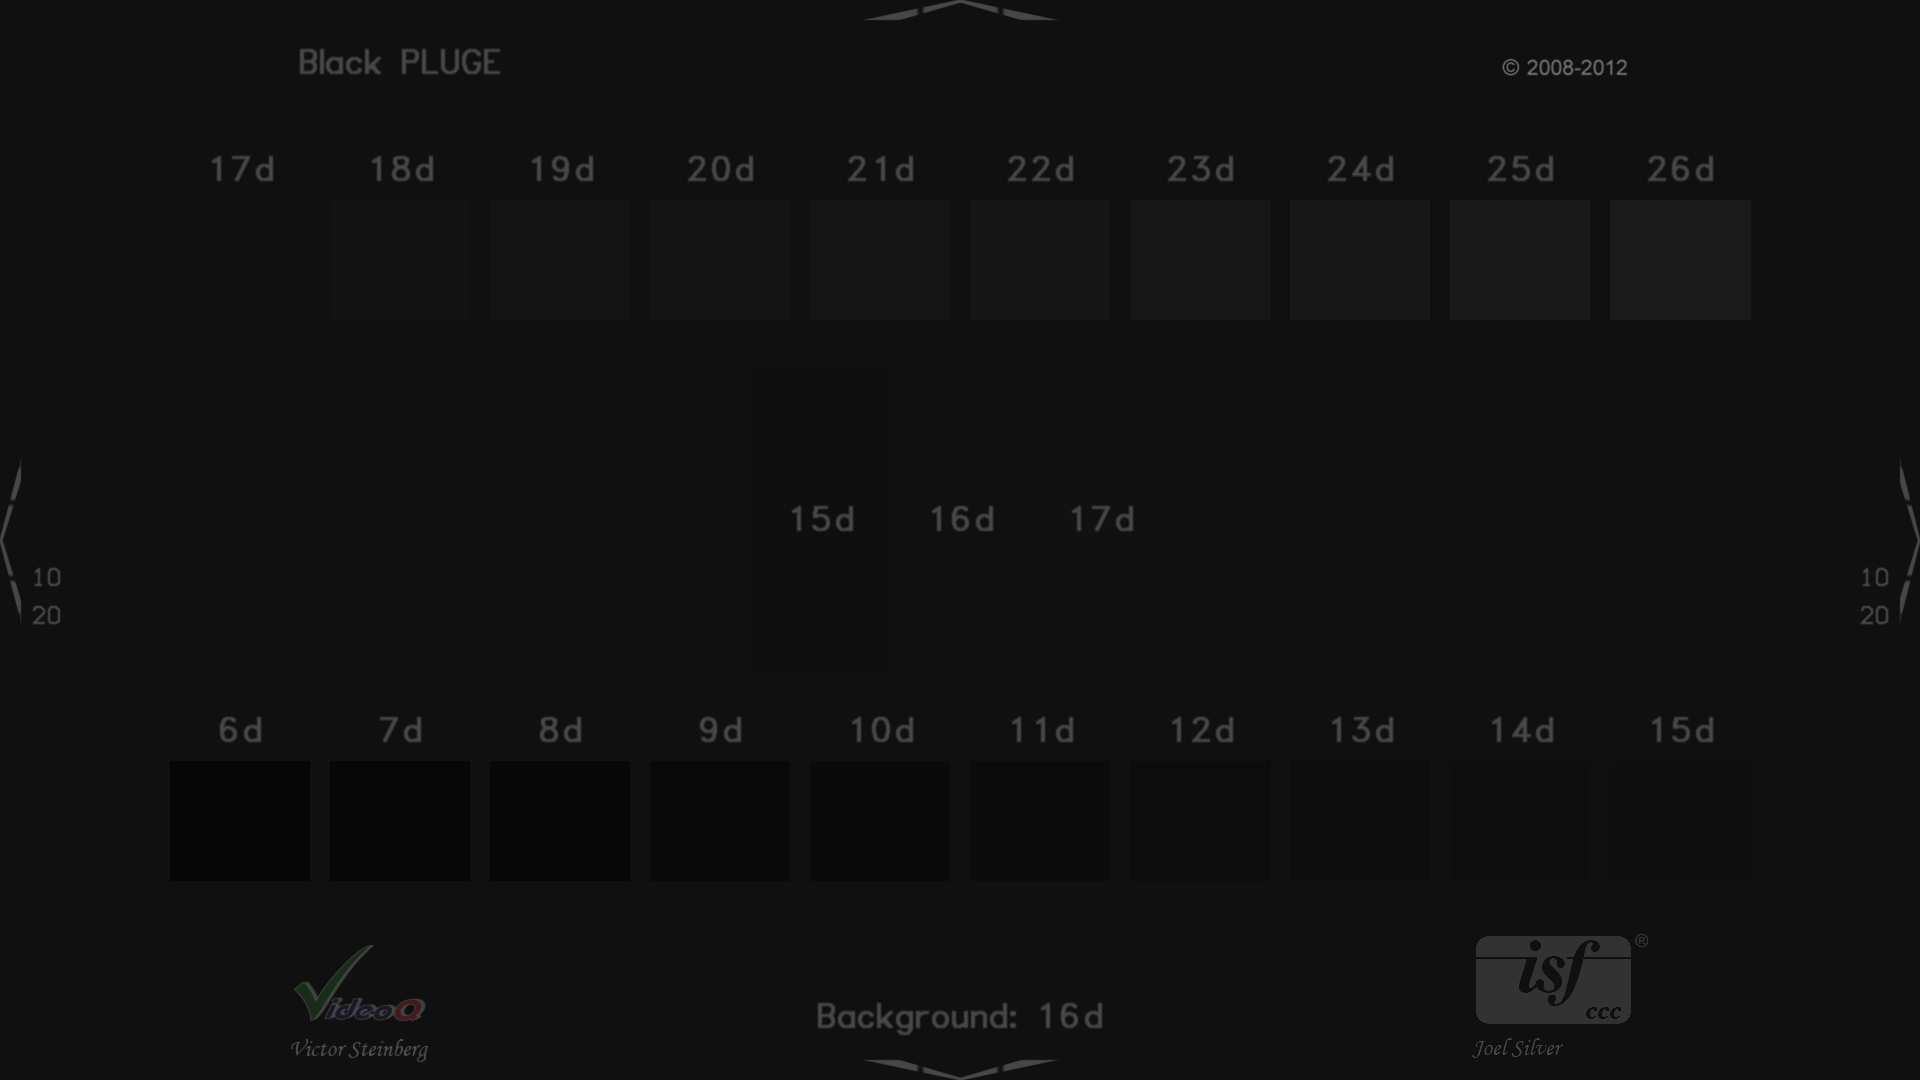 Black PLUGE
© 2008-2012
17d 18d 19d 20d 21d 22d 23d 24d 25d 26d
15d 16d 17d
10 10
20 20
6d 7d 8d 9d 10d 11d 12d 13d 14d 15d
VideoQ
Victor Steinberg
Background: 16d
isf ®
ccc
Joel Silver